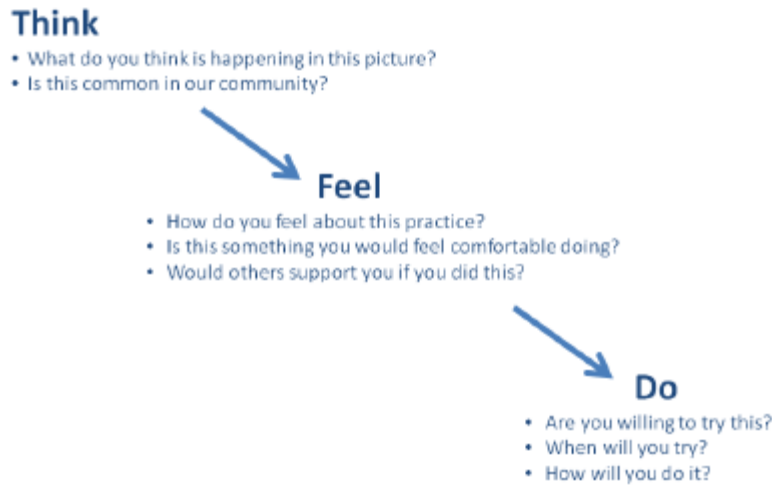 Think
• What do you think is happening in this picture?
• Is this common in our community?
Feel
• How do you feel about this practice?
• Is this something you would feel comfortable doing?
• Would others support you if you did this?
Do
• Are you willing to try this?
• When will you try?
• How will you do it?